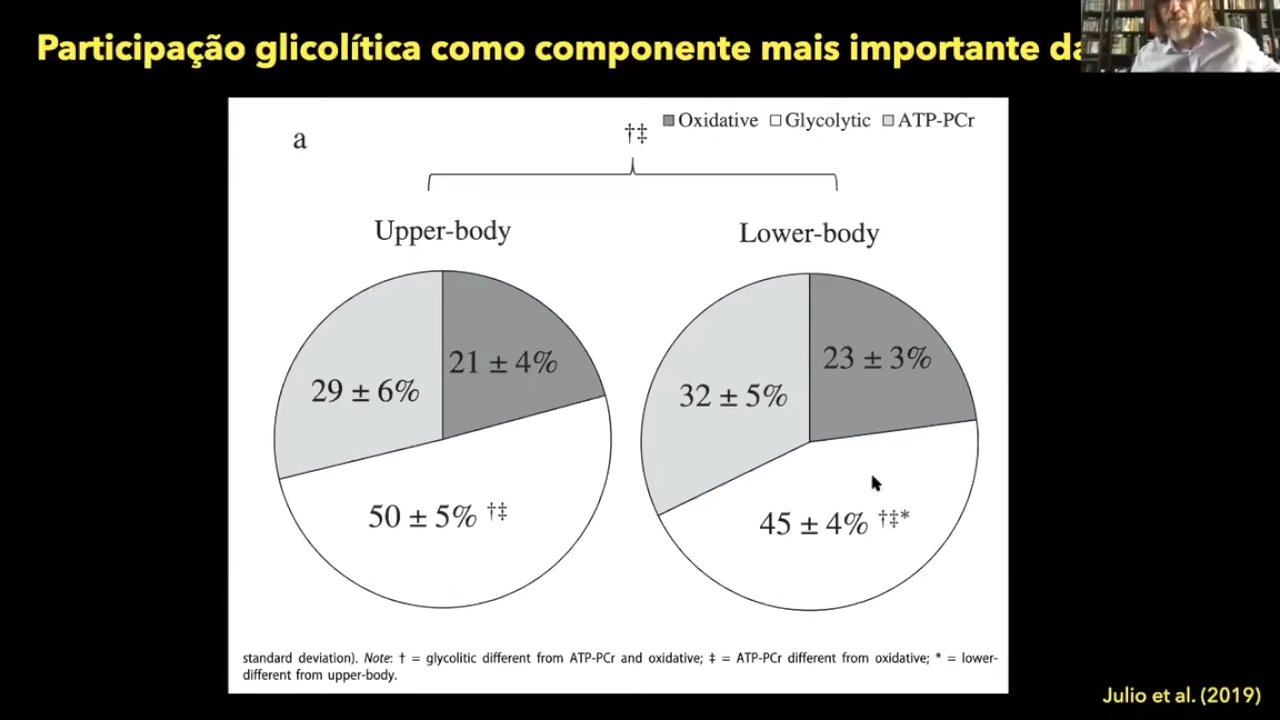 Participação glicolítica como componente mais importante da
a
†‡
Oxidative Glycolytic ATP-PCr
Upper-body
Lower-body
29 ± 6%
21 ± 4%
50 ± 5% †‡
32 ± 5%
23 ± 3%
45 ± 4% †‡*
standard deviation). Note: † = glycolitic different from ATP-PCr and oxidative; ‡ = ATP-PCr different from oxidative; * = lower-
different from upper-body.
Julio et al. (2019)